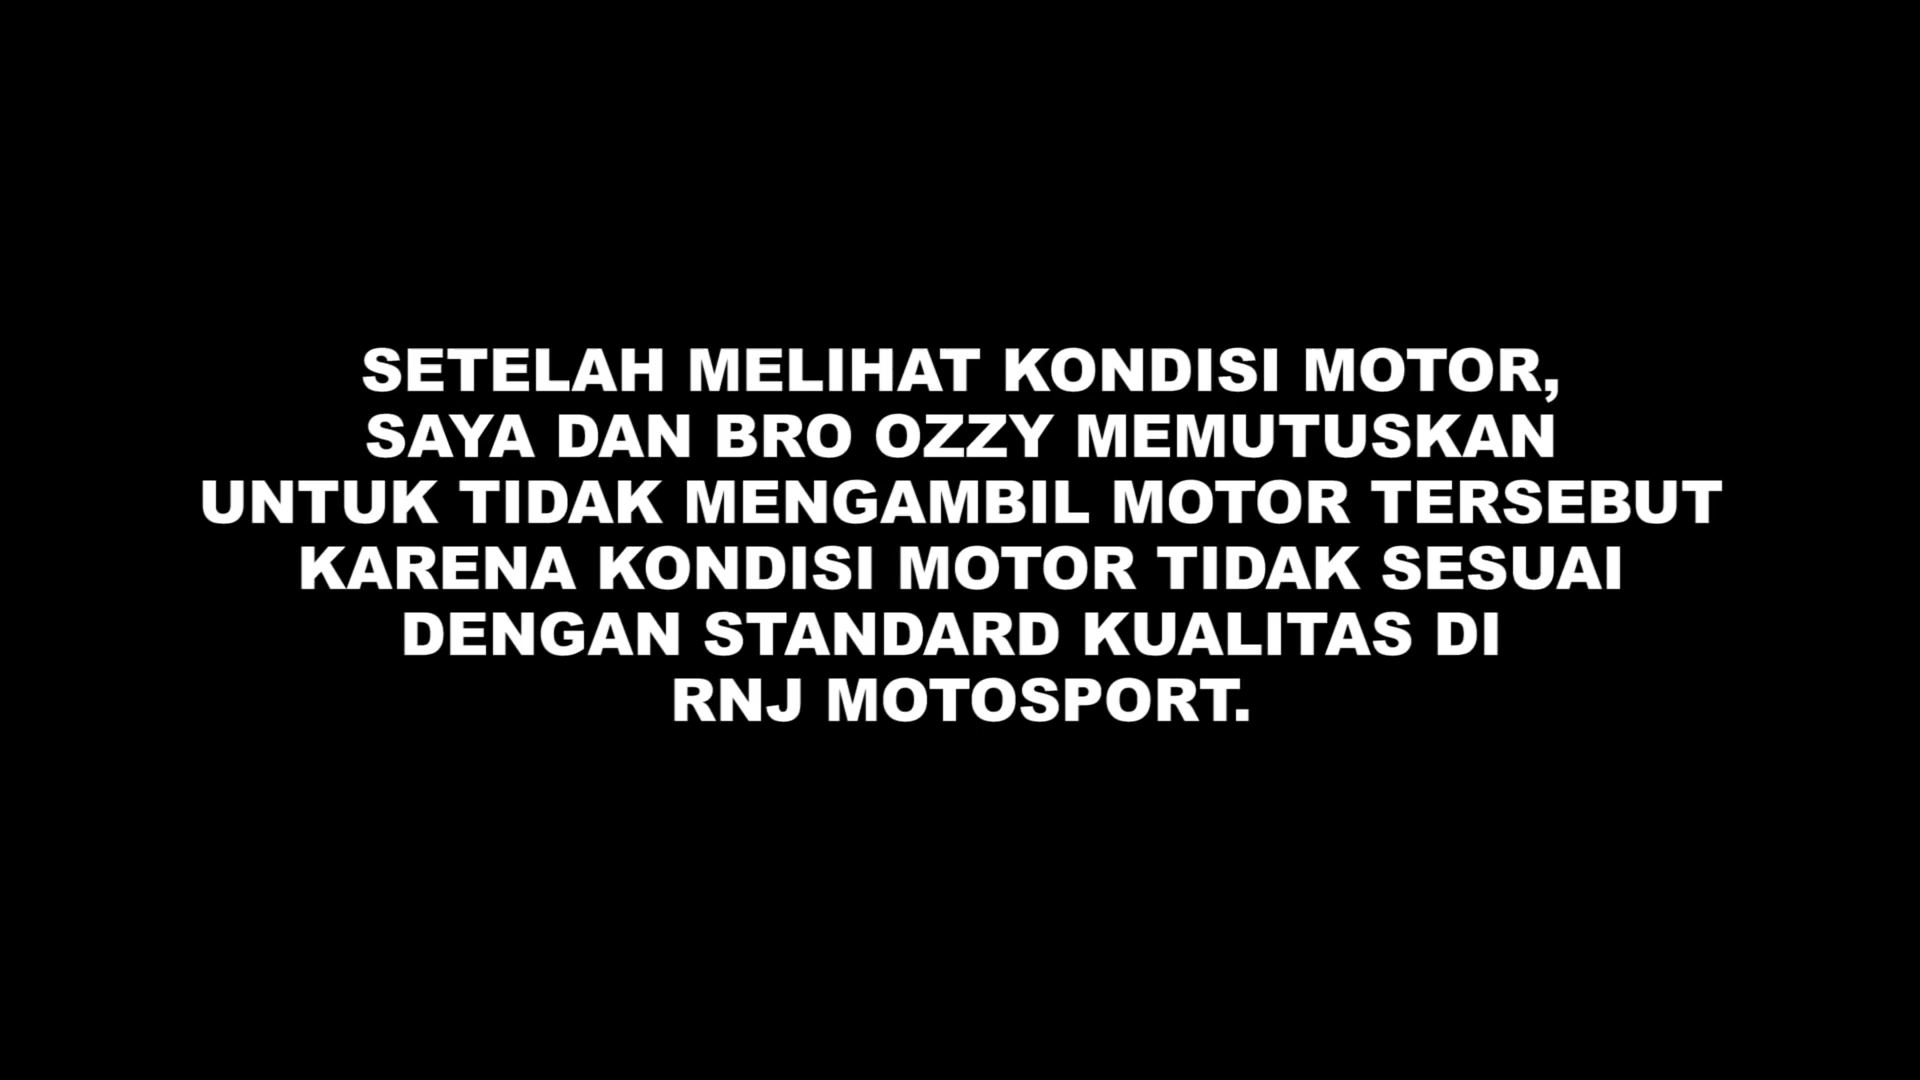 SETELAH MELIHAT KONDISI MOTOR,
SAYA DAN BRO OZZY MEMUTUSKAN
UNTUK TIDAK MENGAMBIL MOTOR TERSEBUT
KARENA KONDISI MOTOR TIDAK SESUAI
DENGAN STANDARD KUALITAS DI
RNJ MOTOSPORT.